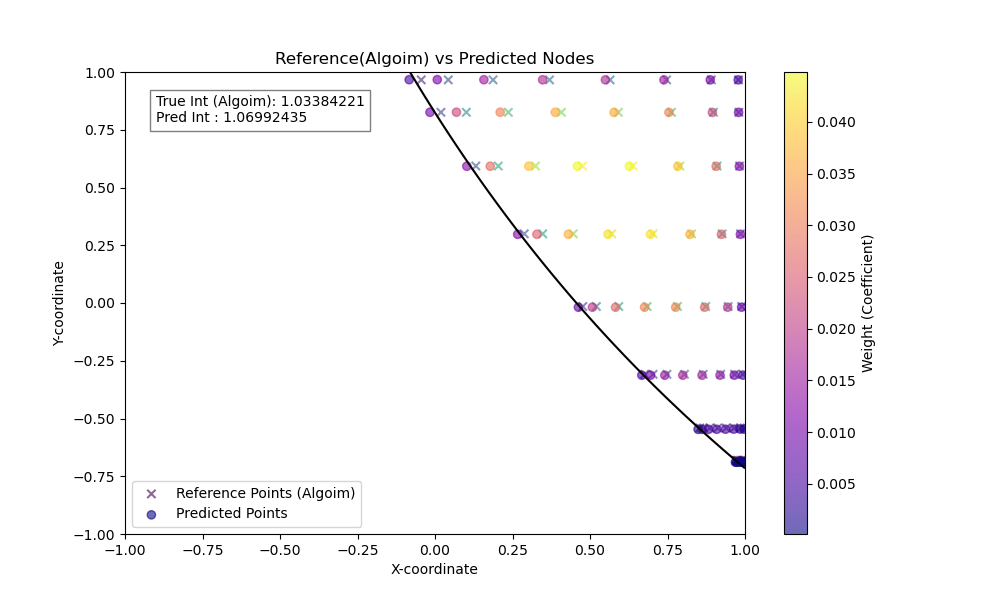 Reference(Algoim) vs Predicted Nodes
True Int (Algoim): 1.03384221
Pred Int : 1.06992435
Y-coordinate
1.00
0.75
0.50
0.25
0.00
−0.25
−0.50
−0.75
−1.00
Reference Points (Algoim)
Predicted Points
−1.00 −0.75 −0.50 −0.25 0.00 0.25 0.50 0.75 1.00
X-coordinate
0.040
0.035
0.030
0.025
0.020
0.015
0.010
0.005
Weight (Coefficient)